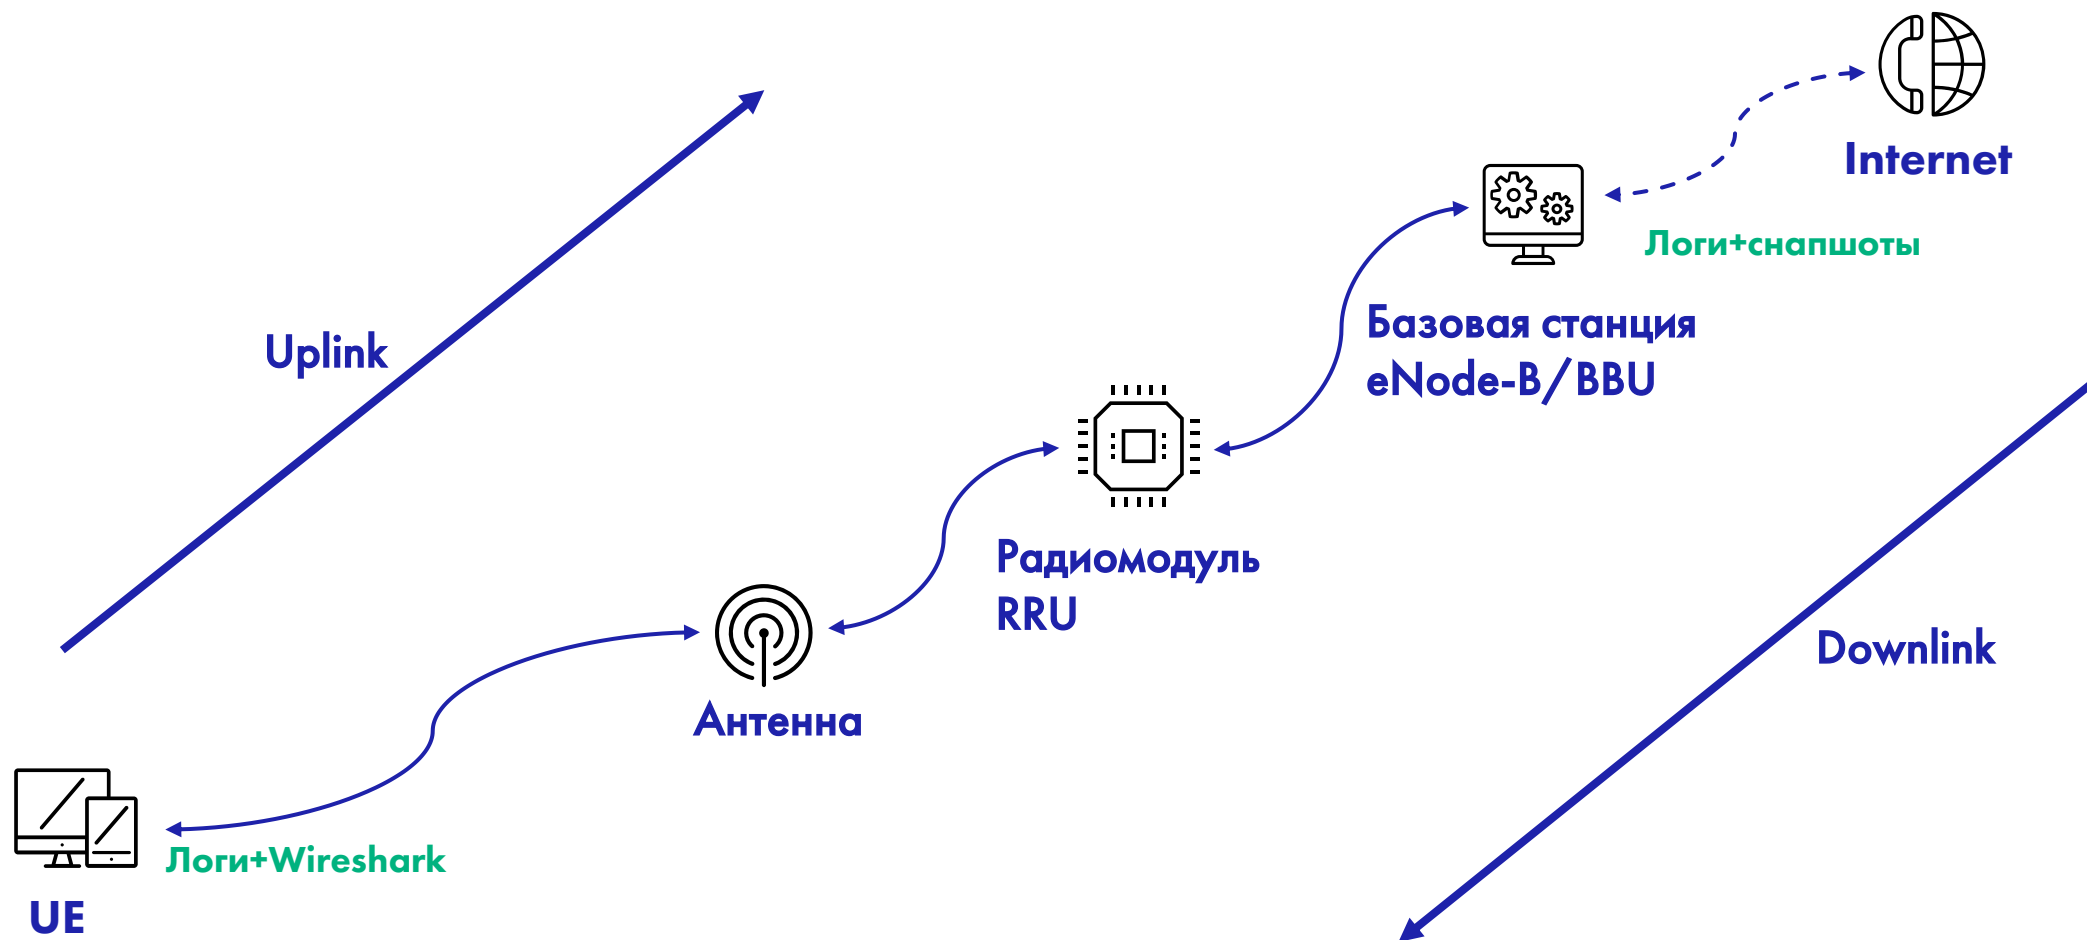 Internet
Логи+снапшоты
Базовая станция
eNode-B/BBU
Uplink
Радиомодуль
RRU
Downlink
Антенна
Логи+Wireshark
UE